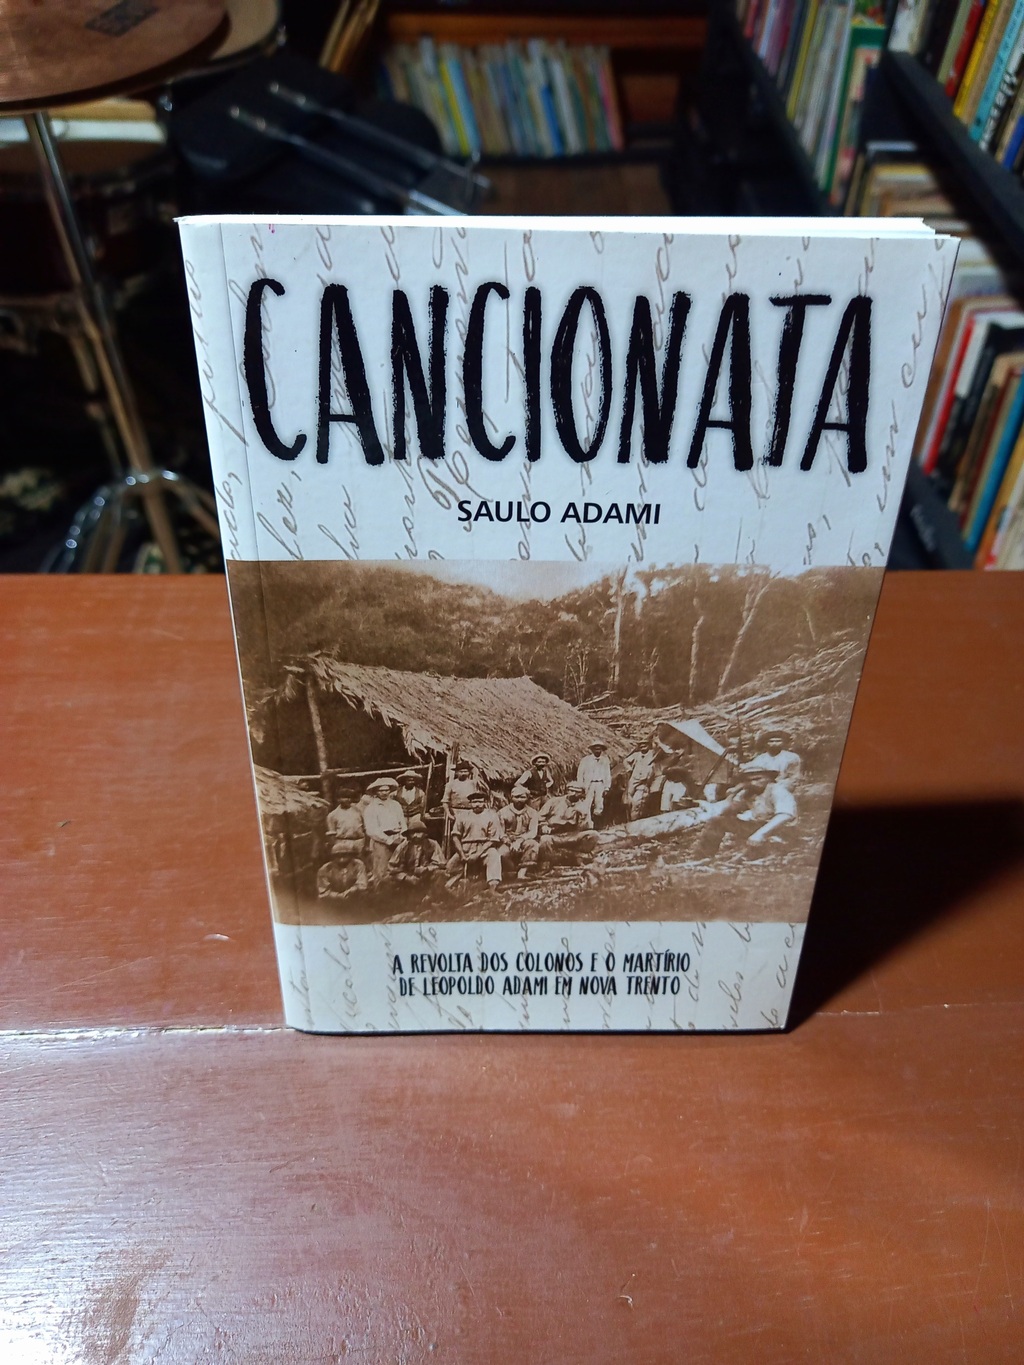 CANCIONATA
SAULO ADAMI
A REVOLTA DOS COLONOS E O MARTÍRIO
DE LEOPOLDO ADAMI EM NOVA TRENTO